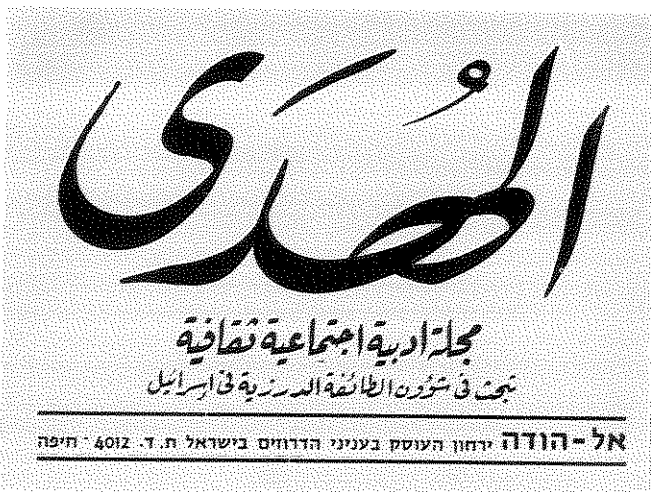 الهُدَى
مجلة ادبية اجتماعية ثقافية
تبحث في شؤون الطائفة الدرزية في اسرائيل
אל-הודה ירחון העוסק בעניני הדרוזים בישראל ת. ד. 4012 · חיפה